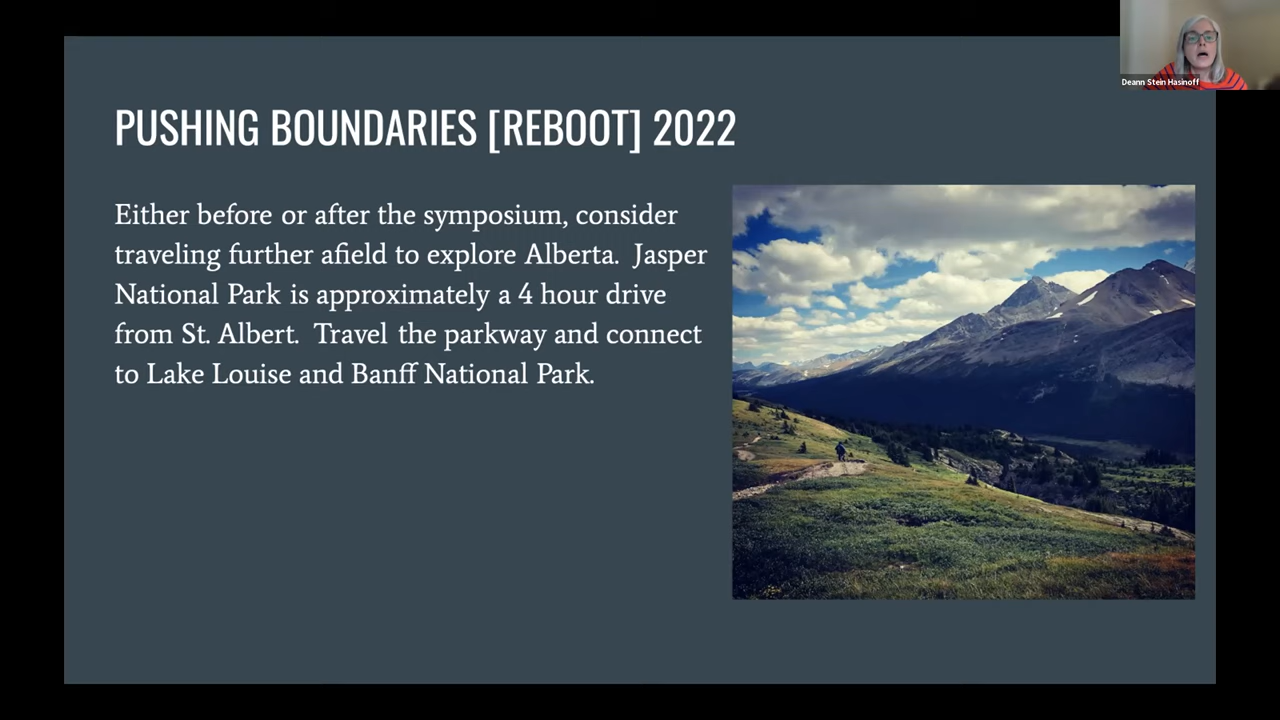 Deann Stein Hasinoff
PUSHING BOUNDARIES [REBOOT] 2022
Either before or after the symposium, consider
traveling further afield to explore Alberta.  Jasper
National Park is approximately a 4 hour drive
from St. Albert.  Travel the parkway and connect
to Lake Louise and Banff National Park.